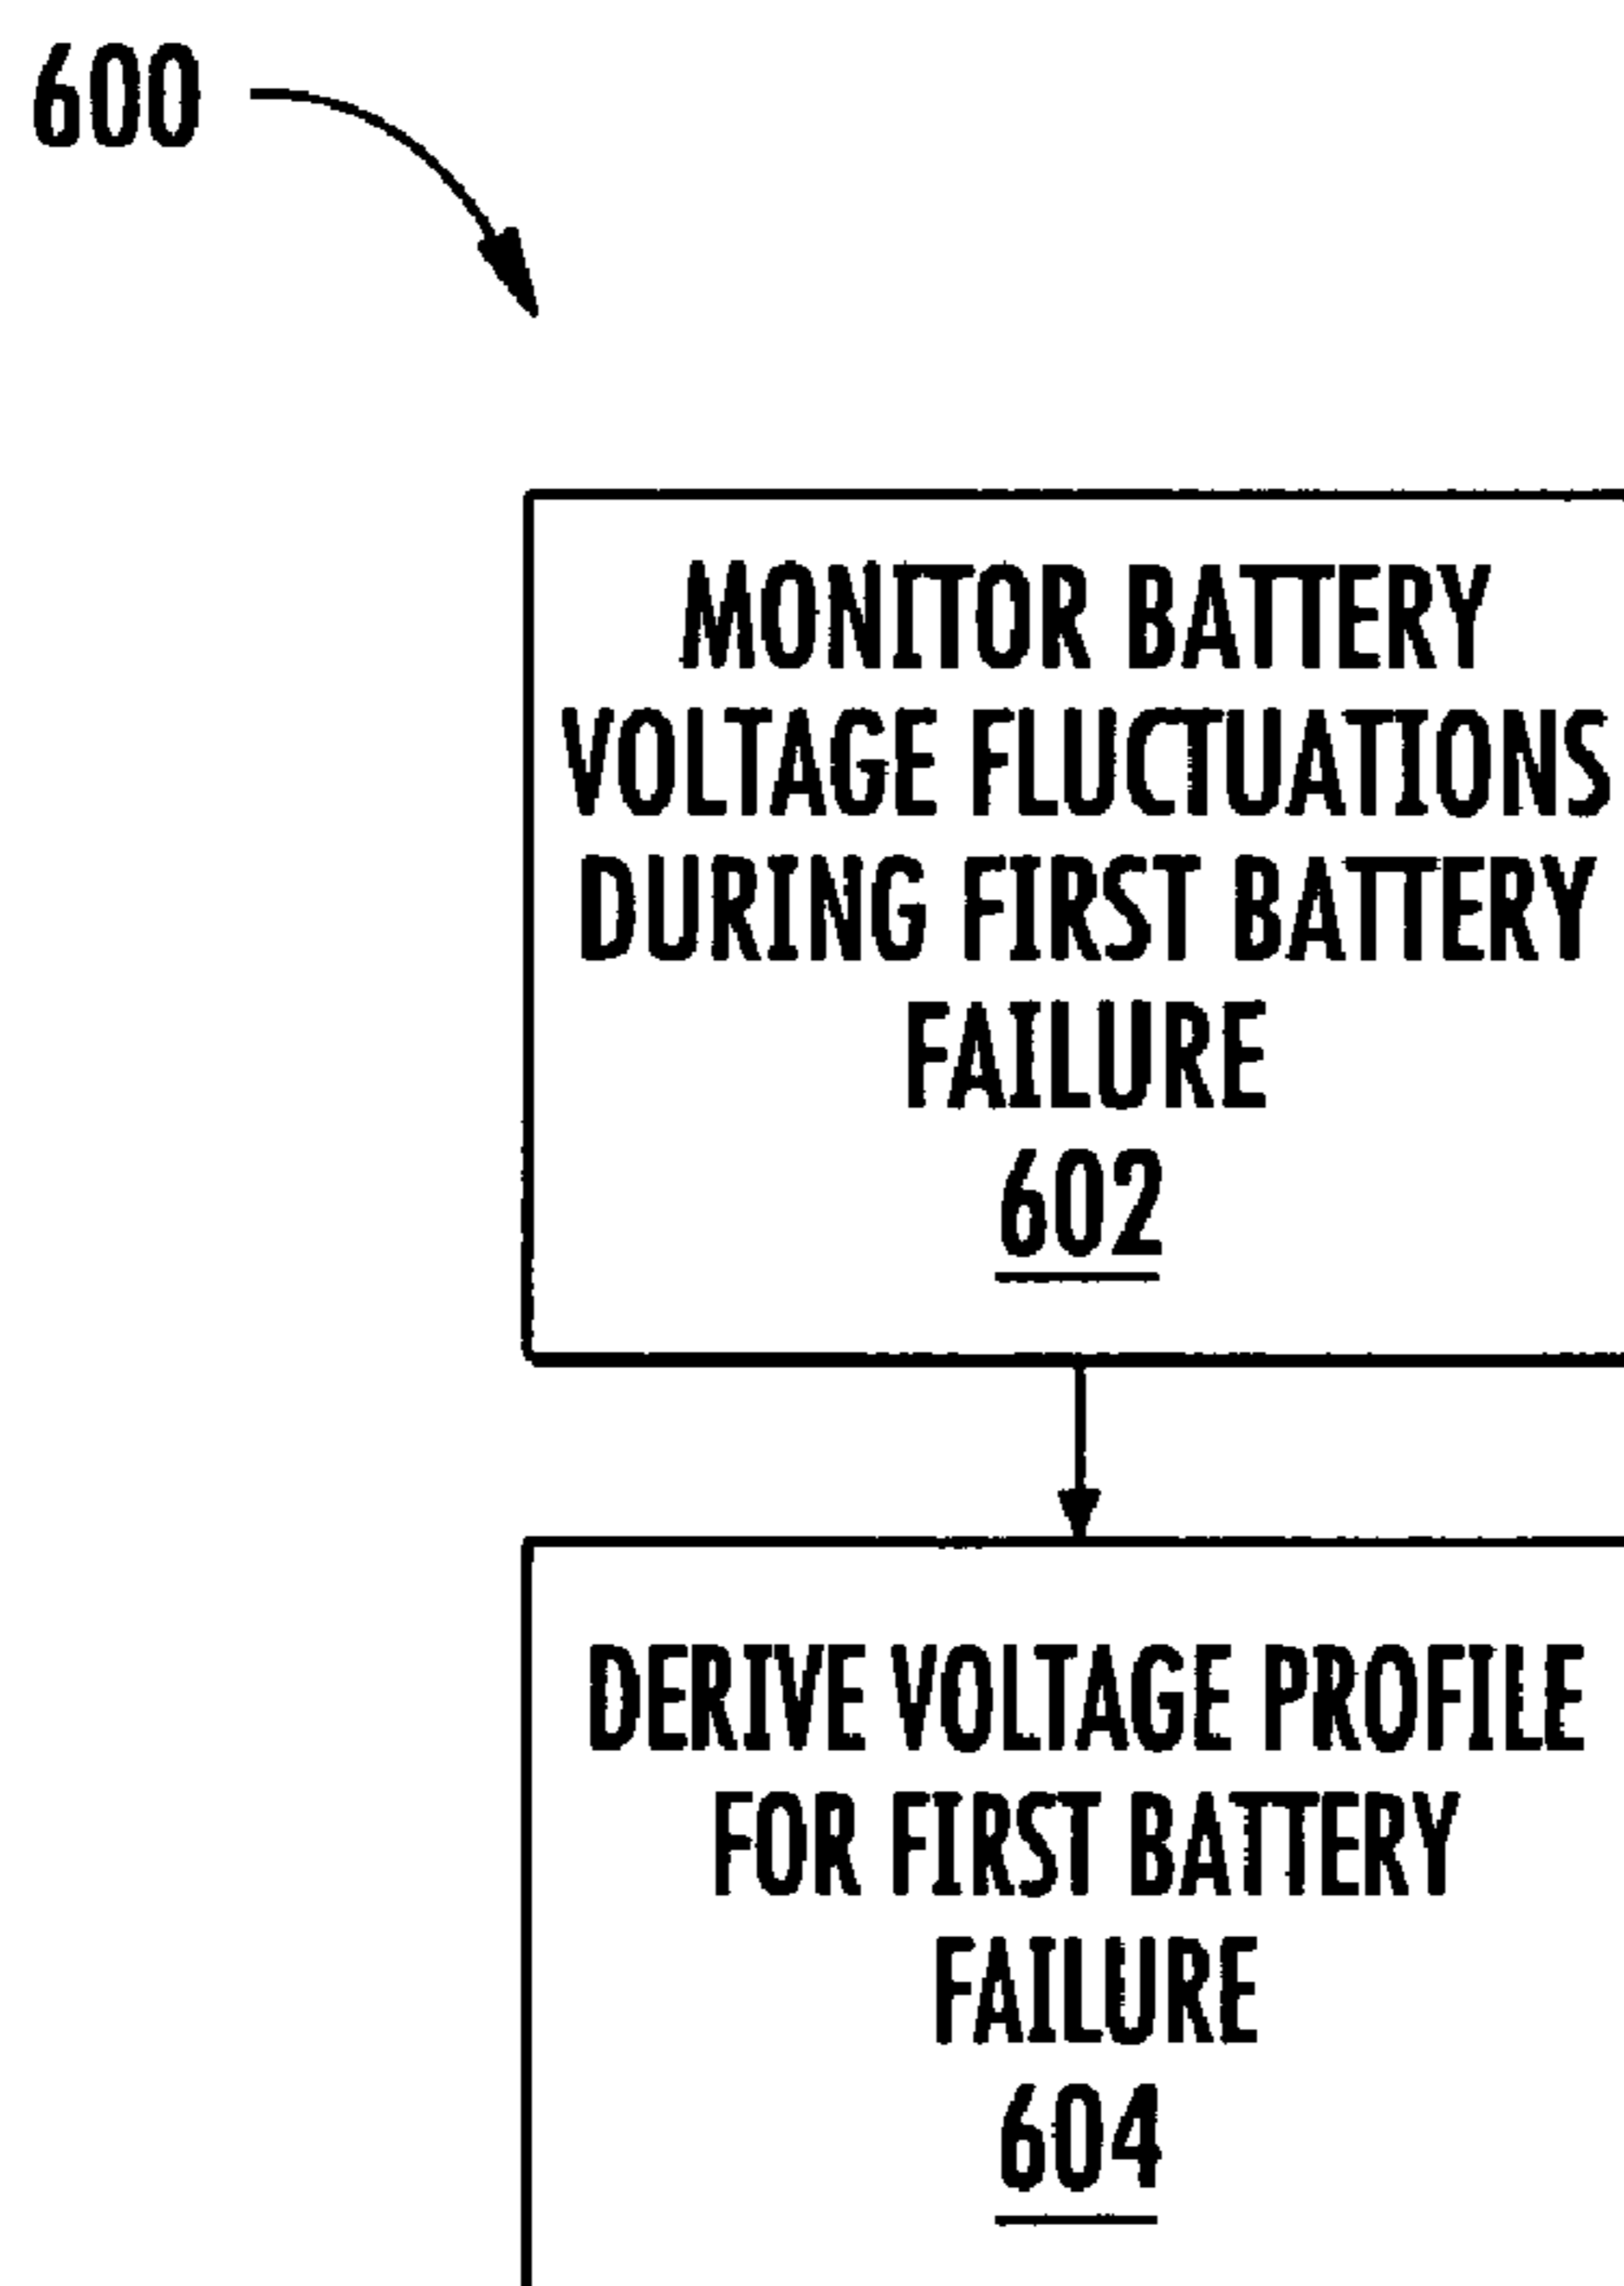 600
MONITOR BATTERY
VOLTAGE FLUCTUATIONS
DURING FIRST BATTERY
FAILURE
602
DERIVE VOLTAGE PROFILE
FOR FIRST BATTERY
FAILURE
604